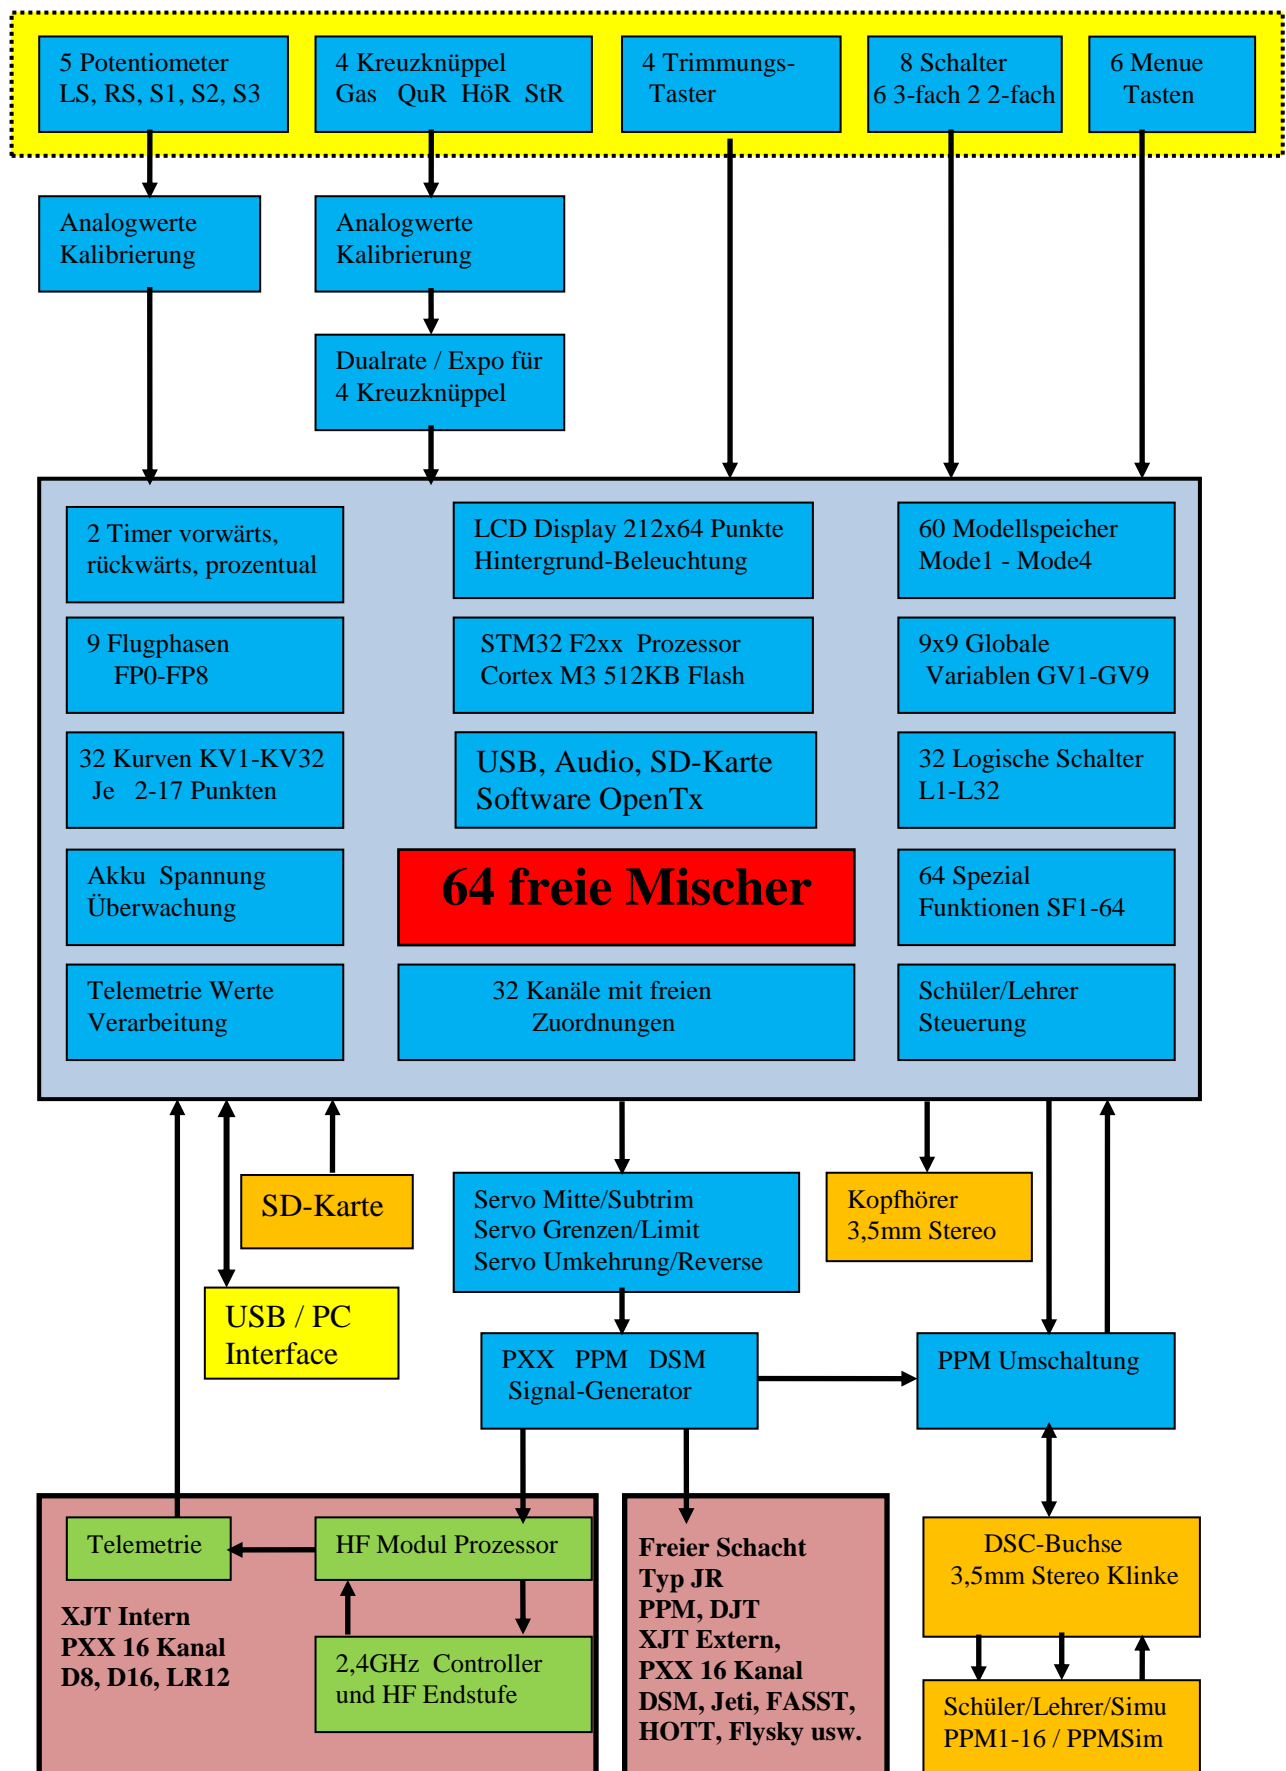 5 Potentiometer
LS, RS, S1, S2, S3
4 Kreuzknüppel
Gas QuR HöR StR
4 Trimmungs-
Taster
8 Schalter
6 3-fach 2 2-fach
6 Menue
Tasten
Analogwerte
Kalibrierung
Analogwerte
Kalibrierung
Dualrate / Expo für
4 Kreuzknüppel
2 Timer vorwärts,
rückwärts, prozentual
LCD Display 212x64 Punkte
Hintergrund-Beleuchtung
60 Modellspeicher
Mode1 - Mode4
9 Flugphasen
FP0-FP8
STM32 F2xx Prozessor
Cortex M3 512KB Flash
9x9 Globale
Variablen GV1-GV9
32 Kurven KV1-KV32
Je 2-17 Punkten
USB, Audio, SD-Karte
Software OpenTx
32 Logische Schalter
L1-L32
Akku Spannung
Überwachung
64 freie Mischer
64 Spezial
Funktionen SF1-64
Telemetrie Werte
Verarbeitung
32 Kanäle mit freien
Zuordnungen
Schüler/Lehrer
Steuerung
SD-Karte
Servo Mitte/Subtrim
Servo Grenzen/Limit
Servo Umkehrung/Reverse
Kopfhörer
3,5mm Stereo
USB / PC
Interface
PXX PPM DSM
Signal-Generator
PPM Umschaltung
Telemetrie
HF Modul Prozessor
XJT Intern
PXX 16 Kanal
D8, D16, LR12
2,4GHz Controller
und HF Endstufe
Freier Schacht
Typ JR
PPM, DJT
XJT Extern,
PXX 16 Kanal
DSM, Jeti, FASST,
HOTT, Flysky usw.
DSC-Buchse
3,5mm Stereo Klinke
Schüler/Lehrer/Simu
PPM1-16 / PPMSim